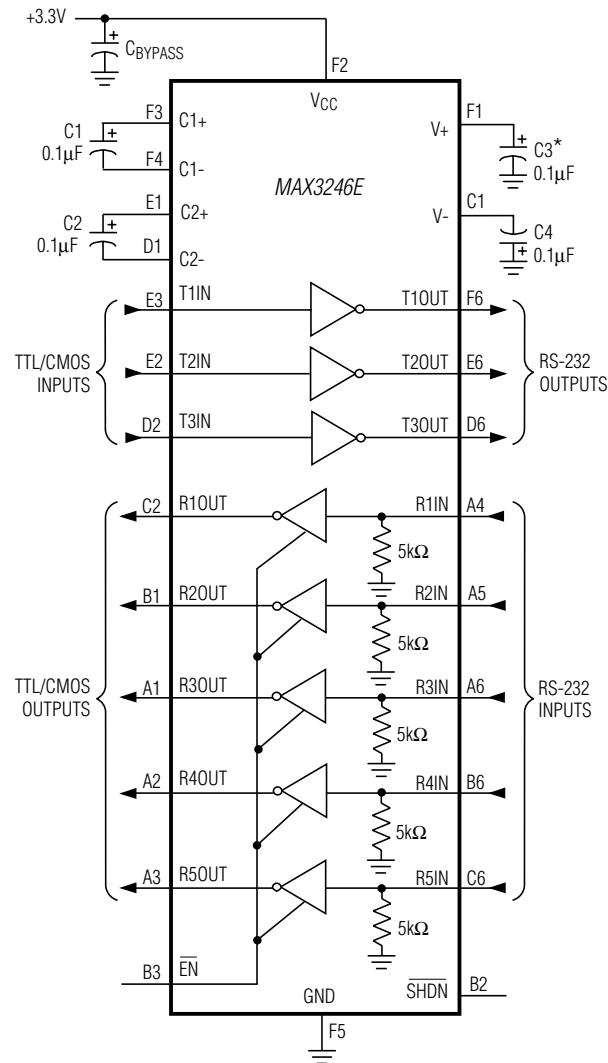 +3.3V
CBYPASS
F2
VCC
F3
C1+
C1
0.1µF
F4
C1-
E1
C2+
C2
0.1µF
D1
C2-
MAX3246E
F1
V+
C3*
0.1µF
C1
V-
C4
0.1µF
TTL/CMOS
INPUTS
E3 T1IN T1OUT F6
E2 T2IN T2OUT E6
D2 T3IN T3OUT D6
RS-232
OUTPUTS
TTL/CMOS
OUTPUTS
C2 R1OUT R1IN A4
5kΩ
B1 R2OUT R2IN A5
5kΩ
A1 R3OUT R3IN A6
5kΩ
A2 R4OUT R4IN B6
5kΩ
A3 R5OUT R5IN C6
5kΩ
RS-232
INPUTS
B3 E̅N̅
GND
S̅H̅D̅N̅ B2
F5